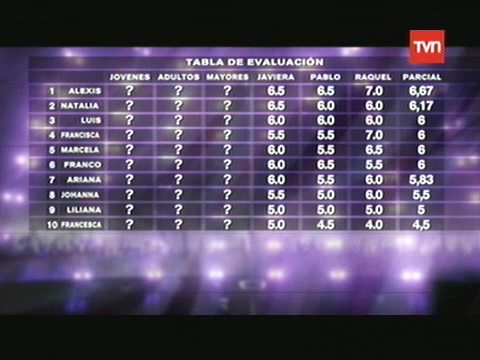 TVN
TABLA DE EVALUACIÓN
JOVENES ADULTOS MAYORES JAVIERA PABLO RAQUEL PARCIAL
1 ALEXIS ? ? ? 6.5 6.5 7.0 6,67
2 NATALIA ? ? ? 6.5 6.0 6.0 6,17
3 LUIS ? ? ? 6.0 6.0 6.0 6
4 FRANCISCA ? ? ? 5.5 5.5 7.0 6
5 MARCELA ? ? ? 6.0 5.5 6.5 6
6 FRANCO ? ? ? 6.0 6.5 5.5 6
7 ARIANA ? ? ? 6.0 5.5 6.0 5,83
8 JOHANNA ? ? ? 5.5 5.0 6.0 5,5
9 LILIANA ? ? ? 5.0 5.0 5.0 5
10 FRANCESCA ? ? ? 5.0 4.5 4.0 4,5